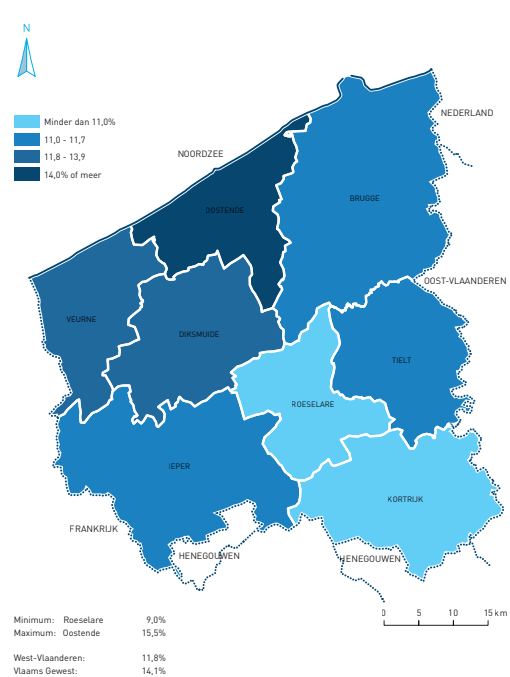 N
Minder dan 11,0%
11,0 - 11,7
11,8 - 13,9
14,0% of meer
NOORDZEE
NEDERLAND
BRUGGE
OOSTENDE
OOST-VLAANDEREN
VEURNE
DIKSMUIDE
TIELT
ROESELARE
IEPER
KORTRIJK
FRANKRIJK
HENEGOUWEN
HENEGOUWEN
0 5 10 15 km
Minimum: Roeselare 9,0%
Maximum: Oostende 15,5%
West-Vlaanderen: 11,8%
Vlaams Gewest: 14,1%